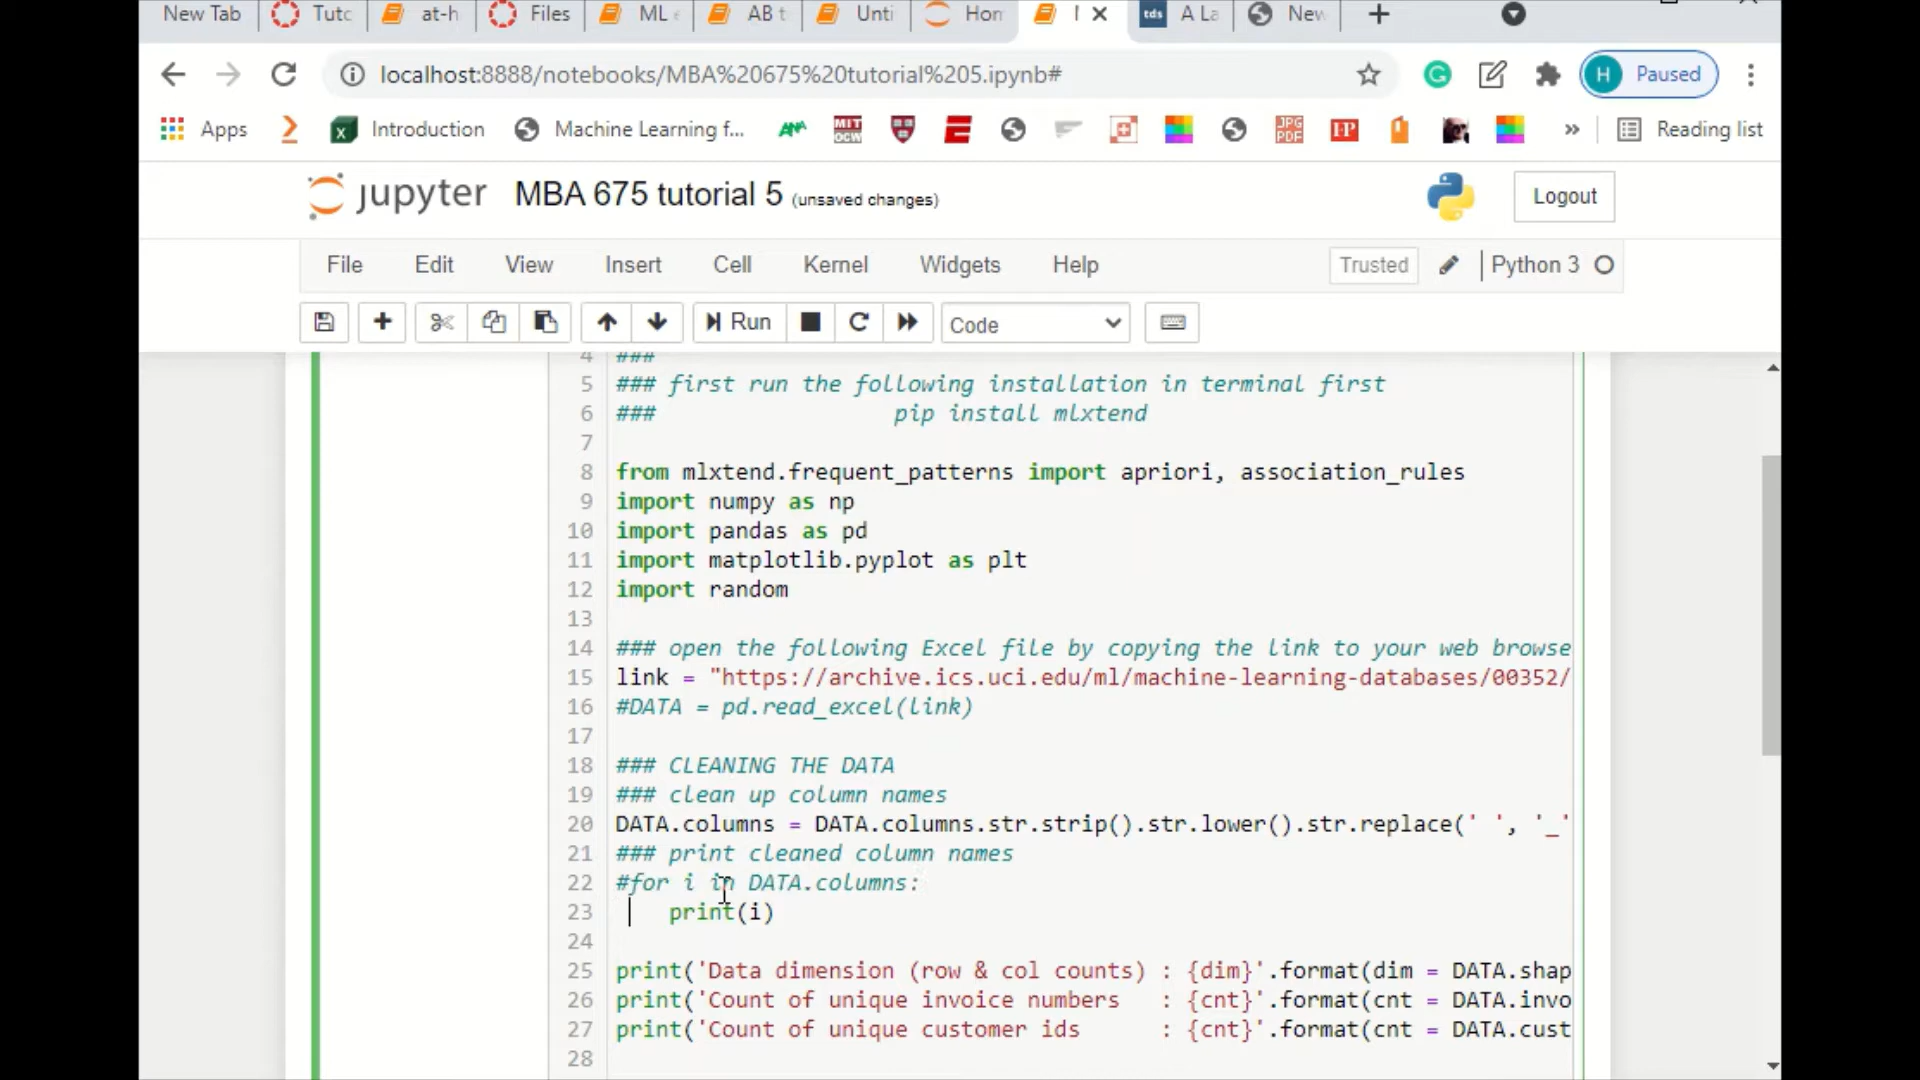 New Tab Tutc at-h Files ML AB t Unti Hon tds A La New
localhost:8888/notebooks/MBA%20675%20tutorial%205.ipynb# H Paused
Apps Introduction Machine Learning f... MIT OCW JPG PDF EP » Reading list
jupyter MBA 675 tutorial 5 (unsaved changes) Logout
File Edit View Insert Cell Kernel Widgets Help Trusted Python 3
Run Code
4 ###
5 ### first run the following installation in terminal first
6 ### pip install mlxtend
7
8 from mlxtend.frequent_patterns import apriori, association_rules
9 import numpy as np
10 import pandas as pd
11 import matplotlib.pyplot as plt
12 import random
13
14 ### open the following Excel file by copying the link to your web browse
15 link = "https://archive.ics.uci.edu/ml/machine-learning-databases/00352/
16 #DATA = pd.read_excel(link)
17
18 ### CLEANING THE DATA
19 ### clean up column names
20 DATA.columns = DATA.columns.str.strip().str.lower().str.replace(' ', '_'
21 ### print cleaned column names
22 #for i in DATA.columns:
23 print(i)
24
25 print('Data dimension (row & col counts) : {dim}'.format(dim = DATA.shap
26 print('Count of unique invoice numbers : {cnt}'.format(cnt = DATA.invo
27 print('Count of unique customer ids : {cnt}'.format(cnt = DATA.cust
28